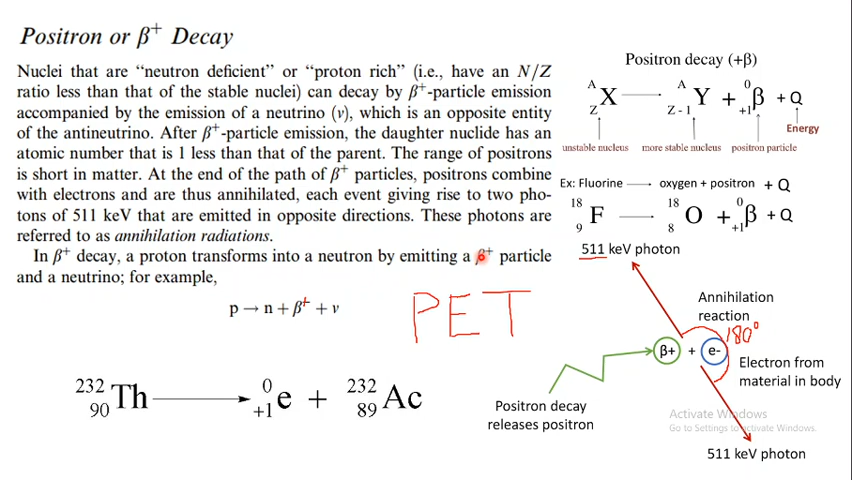 Positron or β⁺ Decay
Nuclei that are “neutron deficient” or “proton rich” (i.e., have an N/Z
ratio less than that of the stable nuclei) can decay by β⁺-particle emission
accompanied by the emission of a neutrino (ν), which is an opposite entity
of the antineutrino. After β⁺-particle emission, the daughter nuclide has an
atomic number that is 1 less than that of the parent. The range of positrons
is short in matter. At the end of the path of β⁺ particles, positrons combine
with electrons and are thus annihilated, each event giving rise to two pho-
tons of 511 keV that are emitted in opposite directions. These photons are
referred to as annihilation radiations.
In β⁺ decay, a proton transforms into a neutron by emitting a β⁺ particle
and a neutrino; for example,
p → n + β⁺ + ν
PET
²³²₉₀Th → ⁰₊₁e + ²³²₈₉Ac
Positron decay (+β)
ᴬ_Z X → ᴬ_Z-1 Y + ⁰₊₁β + Q
Energy
unstable nucleus more stable nucleus positron particle
Ex: Fluorine → oxygen + positron + Q
¹⁸₉F → ¹⁸₈O + ⁰₊₁β + Q
511 keV photon
Annihilation
reaction
180°
β+ + e-
Electron from
material in body
Positron decay
releases positron
Activate Windows
Go to Settings to activate Windows.
511 keV photon